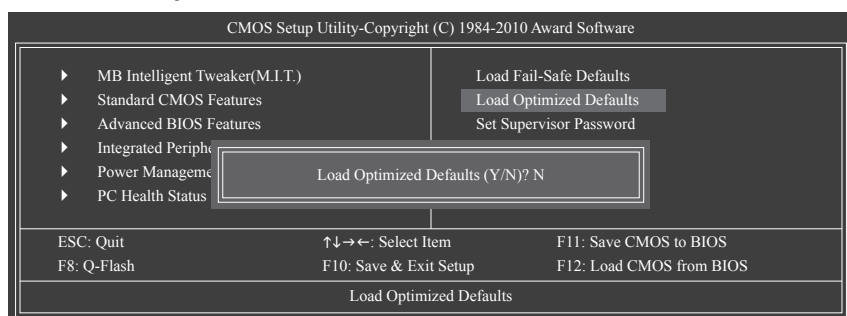 CMOS Setup Utility-Copyright (C) 1984-2010 Award Software
MB Intelligent Tweaker(M.I.T.)
Standard CMOS Features
Advanced BIOS Features
Integrated Periphe
Power Manageme
PC Health Status
Load Fail-Safe Defaults
Load Optimized Defaults
Set Supervisor Password
Load Optimized Defaults (Y/N)? N
ESC: Quit ↑↓→←: Select Item F11: Save CMOS to BIOS
F8: Q-Flash F10: Save & Exit Setup F12: Load CMOS from BIOS
Load Optimized Defaults